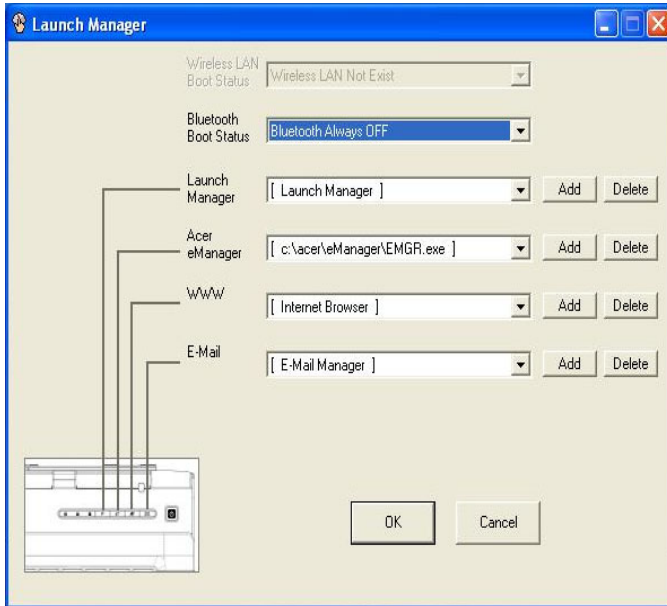 Launch Manager
Wireless LAN
Boot Status
Wireless LAN Not Exist
Bluetooth
Boot Status
Bluetooth Always OFF
Launch
Manager
[ Launch Manager ]
Add
Delete
Acer
eManager
[ c:\acer\eManager\EMGR.exe ]
Add
Delete
WWW
[ Internet Browser ]
Add
Delete
E-Mail
[ E-Mail Manager ]
Add
Delete
OK
Cancel